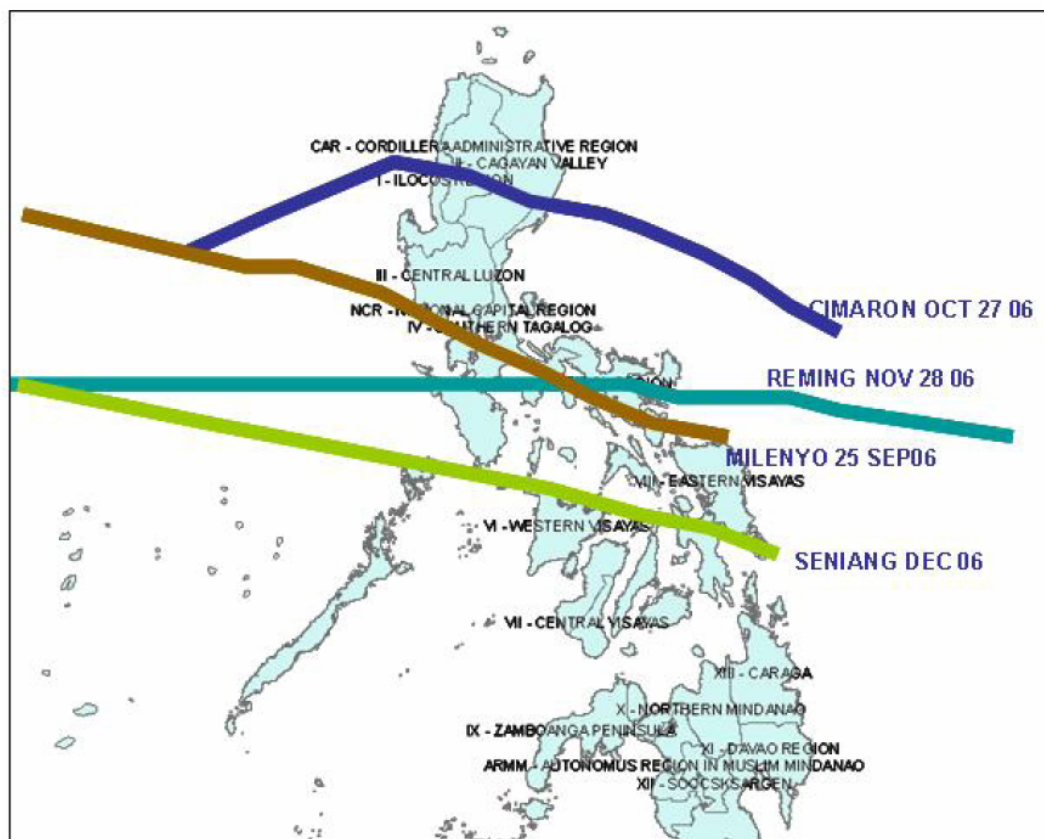 CAR - CORDILLERA ADMINISTRATIVE REGION
II - CAGAYAN VALLEY
I - ILOCOS REGION
III - CENTRAL LUZON
NCR - NATIONAL CAPITAL REGION
CIMARON OCT 27 06
IV - SOUTHERN TAGALOG
REMING NOV 28 06
MILENYO 25 SEP06
VIII - EASTERN VISAYAS
VI - WESTERN VISAYAS
SENIANG DEC 06
VII - CENTRAL VISAYAS
XIII - CARAGA
X - NORTHERN MINDANAO
IX - ZAMBOANGA PENINSULA
XI - DAVAO REGION
ARMM - AUTONOMUS REGION IN MUSLIM MINDANAO
XII - SOCCSKSARGEN